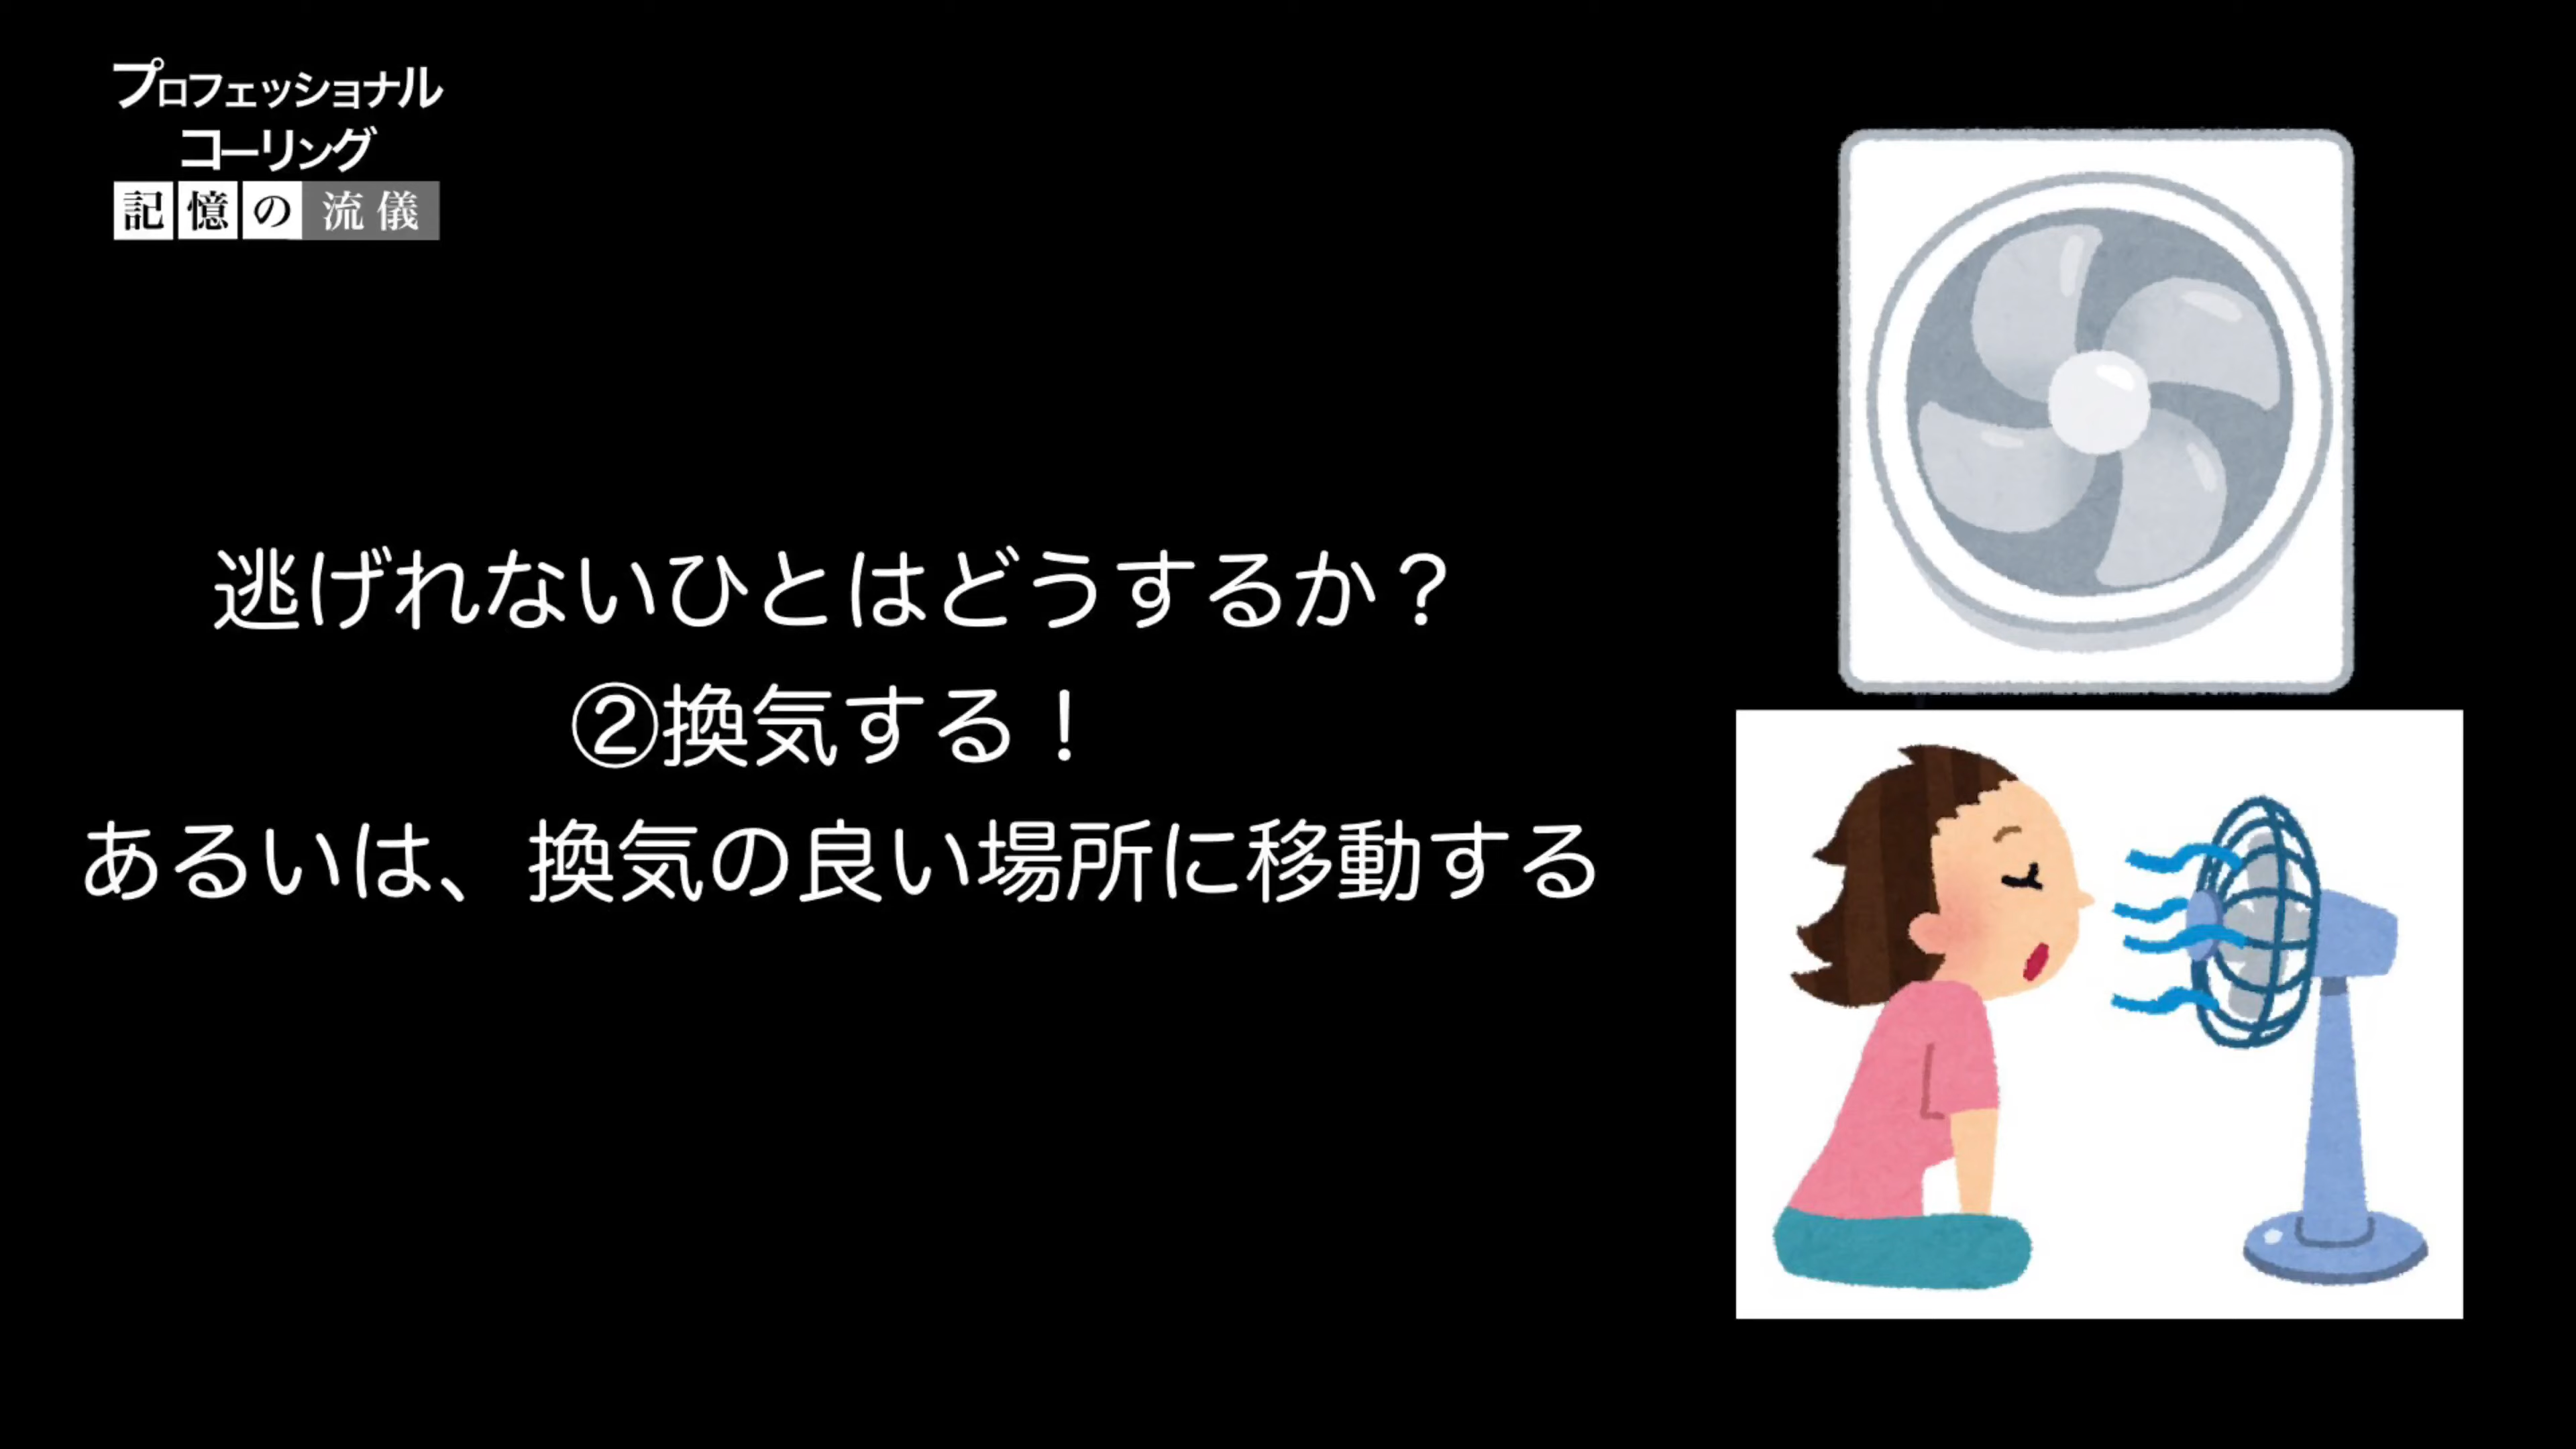 プロフェッショナル
コーリング
記憶の流儀
逃げれないひとはどうするか？
②換気する！
あるいは、換気の良い場所に移動する